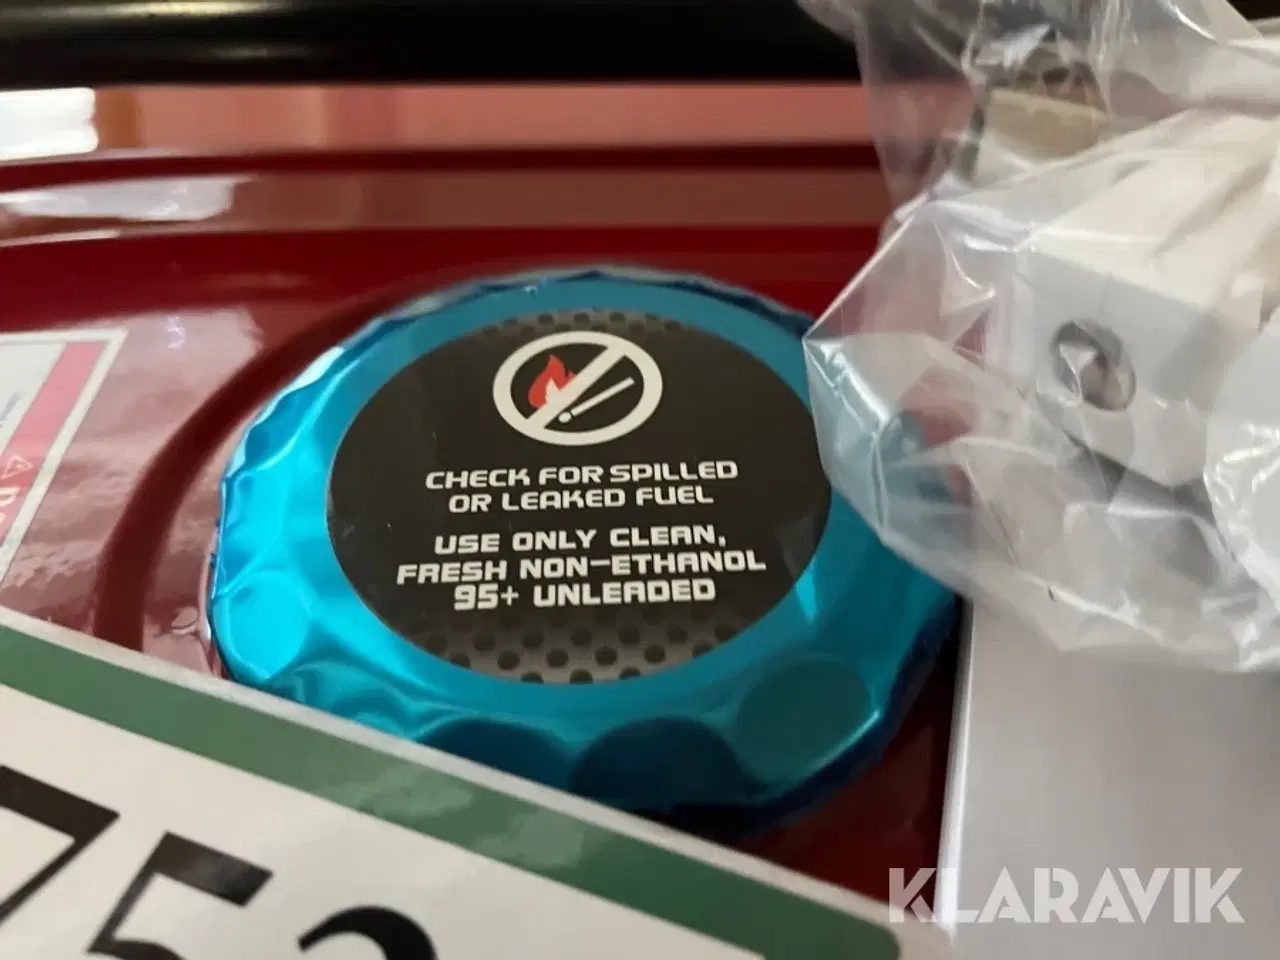 CHECK FOR SPILLED
OR LEAKED FUEL
USE ONLY CLEAN,
FRESH NON-ETHANOL
95+ UNLEADED
KLARAVIK